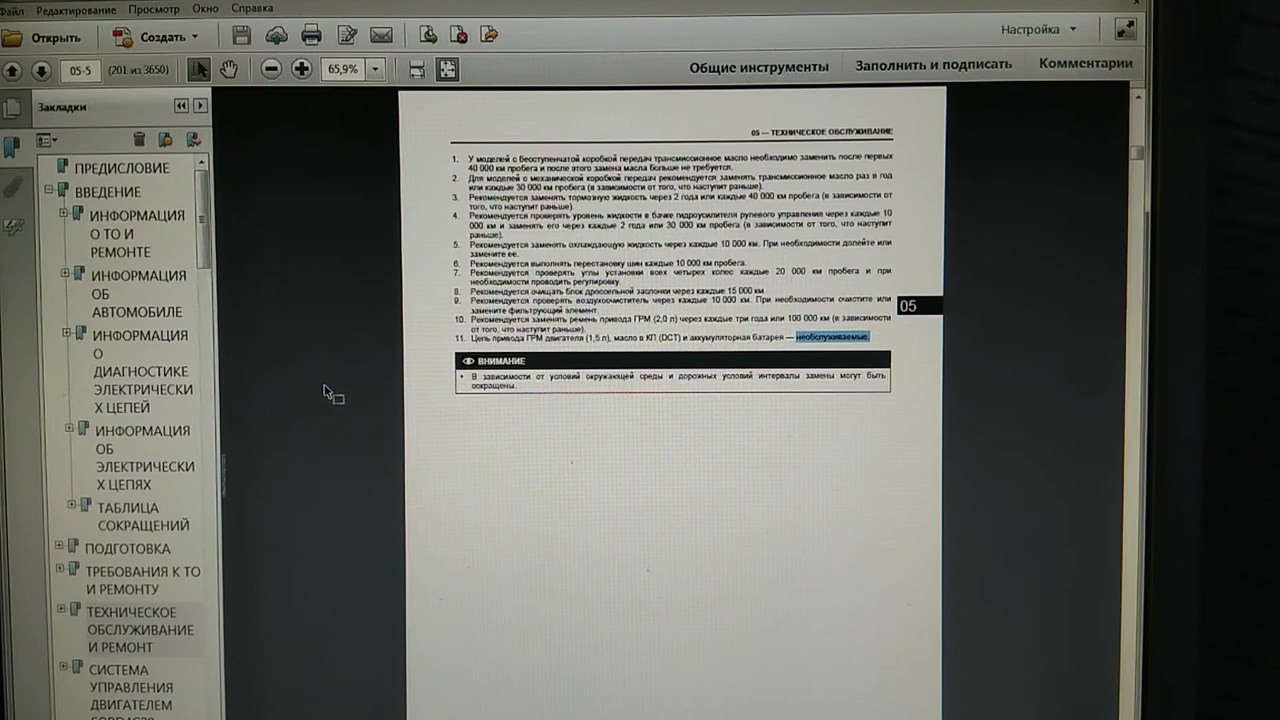 Файл Редактирование Просмотр Окно Справка
Открыть Создать Настройка
05-5 (201 из 3650) 65,9% Общие инструменты Заполнить и подписать Комментарии
Закладки
ПРЕДИСЛОВИЕ
ВВЕДЕНИЕ
ИНФОРМАЦИЯ
О ТО И
РЕМОНТЕ
ИНФОРМАЦИЯ
ОБ
АВТОМОБИЛЕ
ИНФОРМАЦИЯ
О
ДИАГНОСТИКЕ
ЭЛЕКТРИЧЕСКИ
Х ЦЕПЕЙ
ИНФОРМАЦИЯ
ОБ
ЭЛЕКТРИЧЕСКИ
Х ЦЕПЯХ
ТАБЛИЦА
СОКРАЩЕНИЙ
ПОДГОТОВКА
ТРЕБОВАНИЯ К ТО
И РЕМОНТУ
ТЕХНИЧЕСКОЕ
ОБСЛУЖИВАНИЕ
И РЕМОНТ
СИСТЕМА
УПРАВЛЕНИЯ
ДВИГАТЕЛЕМ
05 — ТЕХНИЧЕСКОЕ ОБСЛУЖИВАНИЕ
1. У моделей с бесступенчатой коробкой передач трансмиссионное масло необходимо заменить после первых
40 000 км пробега и после этого замена масла больше не требуется.
2. Для моделей с механической коробкой передач рекомендуется заменять трансмиссионное масло раз в год
или каждые 30 000 км пробега (в зависимости от того, что наступит раньше).
3. Рекомендуется заменять тормозную жидкость через 2 года или каждые 40 000 км пробега (в зависимости от
того, что наступит раньше).
4. Рекомендуется проверять уровень жидкости в бачке гидроусилителя рулевого управления через каждые 10
000 км и заменять его через каждые 2 года или 30 000 км пробега (в зависимости от того, что наступит
раньше).
5. Рекомендуется заменять охлаждающую жидкость через каждые 10 000 км. При необходимости долейте или
замените ее.
6. Рекомендуется выполнять перестановку шин каждые 10 000 км пробега.
7. Рекомендуется проверять углы установки всех четырех колес каждые 20 000 км пробега и при
необходимости проводить регулировку.
8. Рекомендуется очищать блок дроссельной заслонки через каждые 15 000 км.
9. Рекомендуется проверять воздухоочиститель через каждые 10 000 км. При необходимости очистите или
замените фильтрующий элемент.
10. Рекомендуется заменять ремень привода ГРМ (2,0 л) через каждые три года или 100 000 км (в зависимости
от того, что наступит раньше).
11. Цепь привода ГРМ двигателя (1,5 л), масло в КП (DCT) и аккумуляторная батарея — необслуживаемые.
05
ВНИМАНИЕ
• В зависимости от условий окружающей среды и дорожных условий интервалы замены могут быть
сокращены.